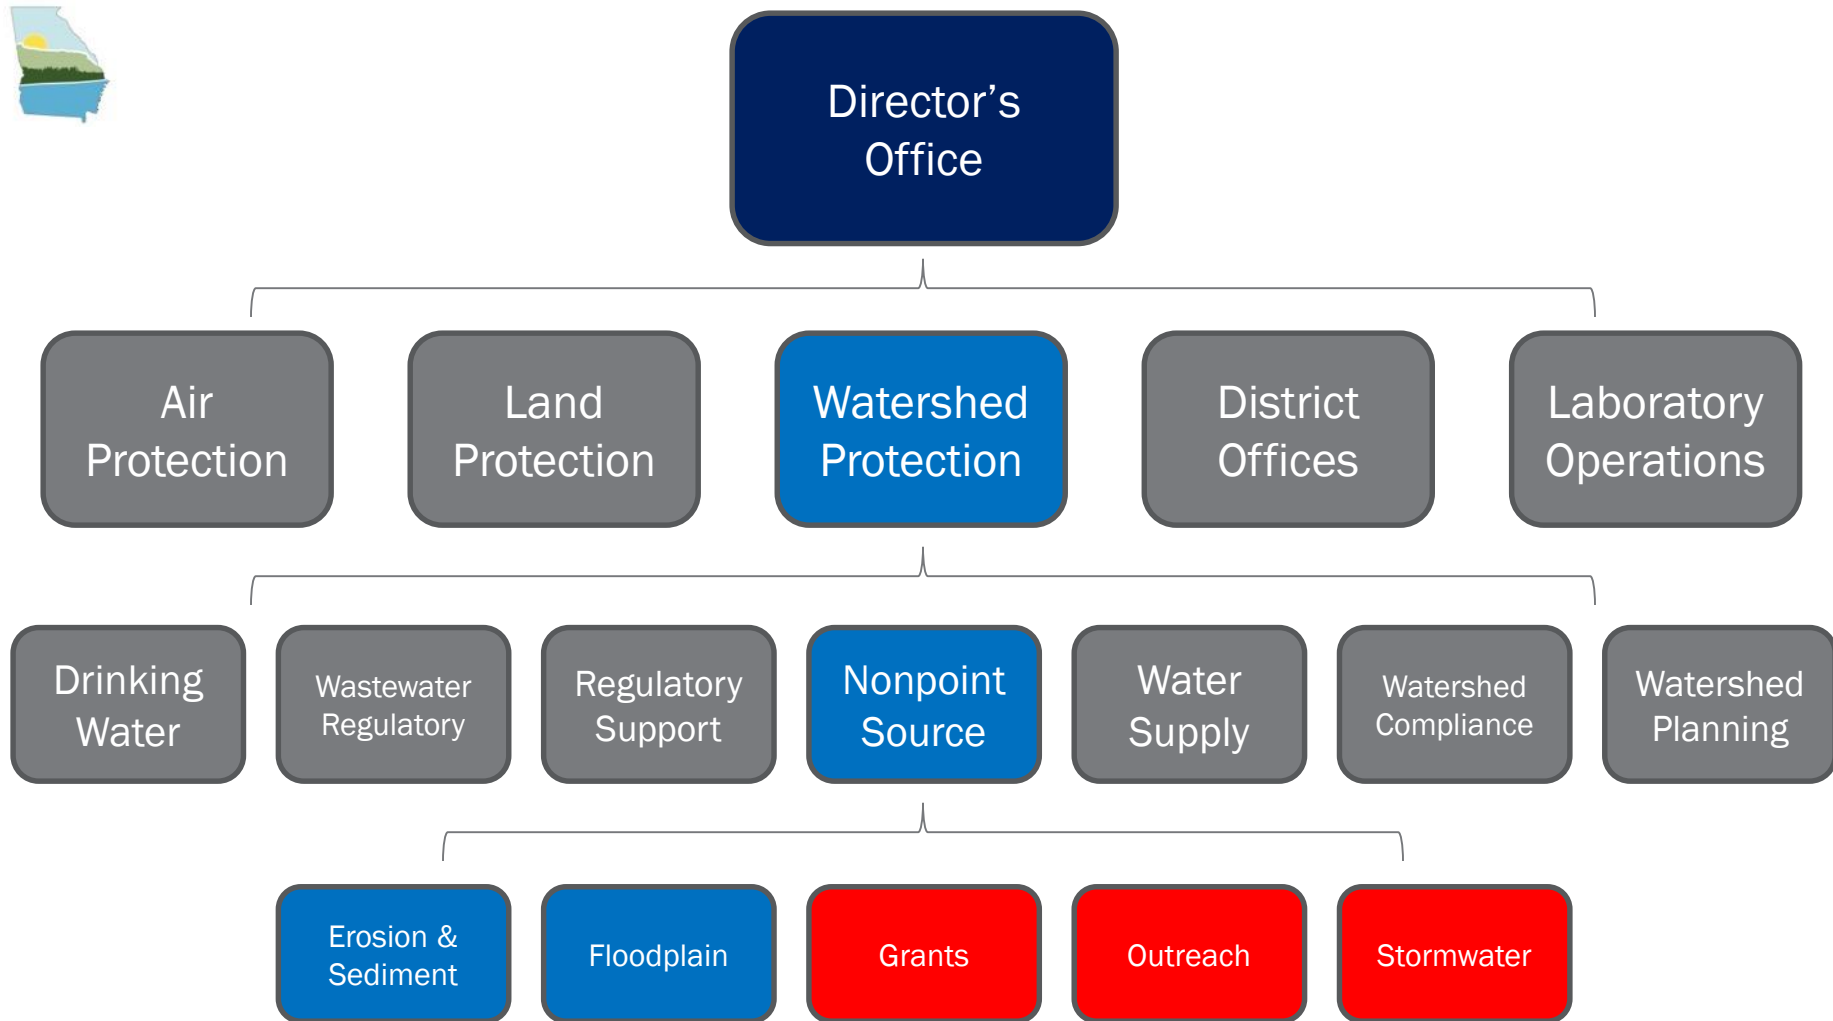 Director’s
Office
Air
Protection
Land
Protection
Watershed
Protection
District
Offices
Laboratory
Operations
Drinking
Water
Wastewater
Regulatory
Regulatory
Support
Nonpoint
Source
Water
Supply
Watershed
Compliance
Watershed
Planning
Erosion &
Sediment
Floodplain
Grants
Outreach
Stormwater